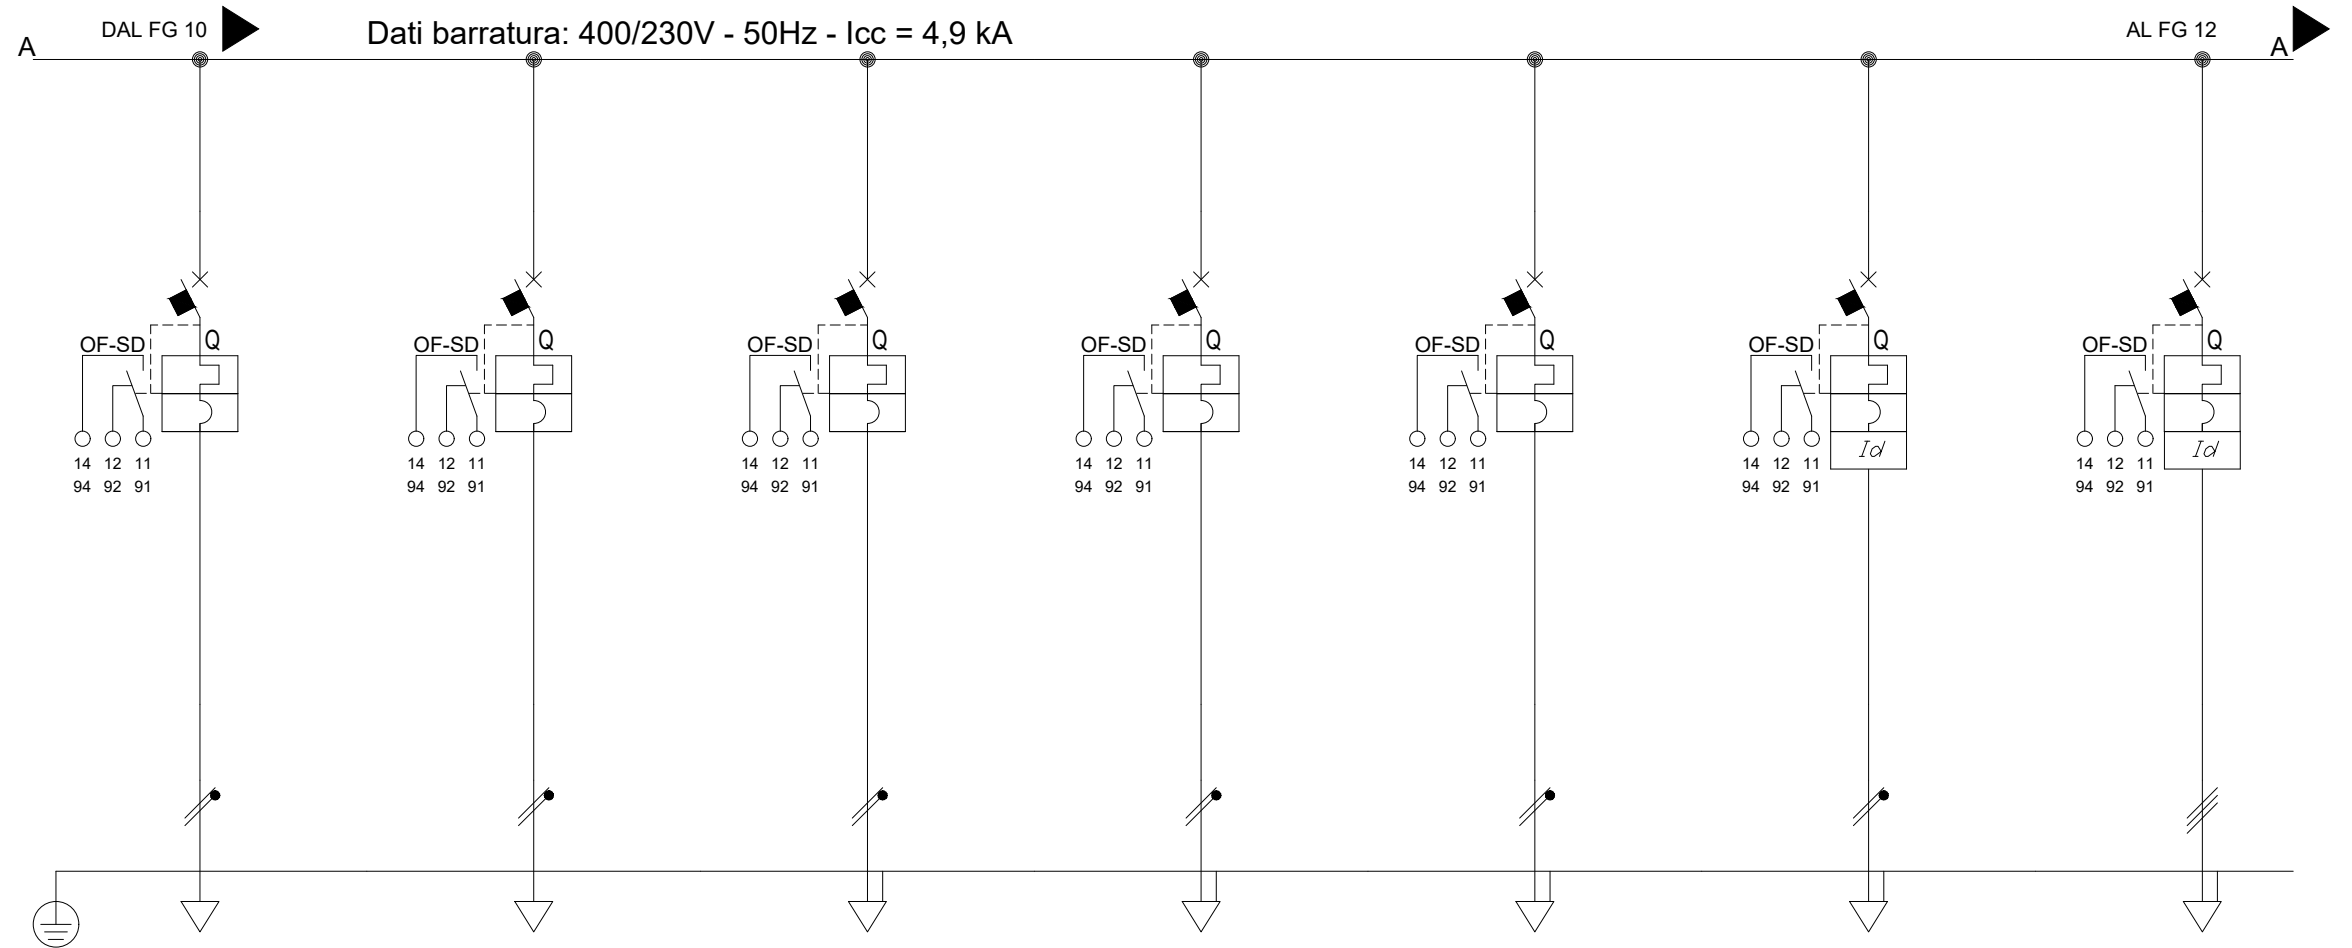 DAL FG 10
Dati barratura: 400/230V - 50Hz - Icc = 4,9 kA
AL FG 12
A
A
OF-SD Q
OF-SD Q
OF-SD Q
OF-SD Q
OF-SD Q
OF-SD Q
OF-SD Q
Id
Id
14 12 11
94 92 91
14 12 11
94 92 91
14 12 11
94 92 91
14 12 11
94 92 91
14 12 11
94 92 91
14 12 11
94 92 91
14 12 11
94 92 91